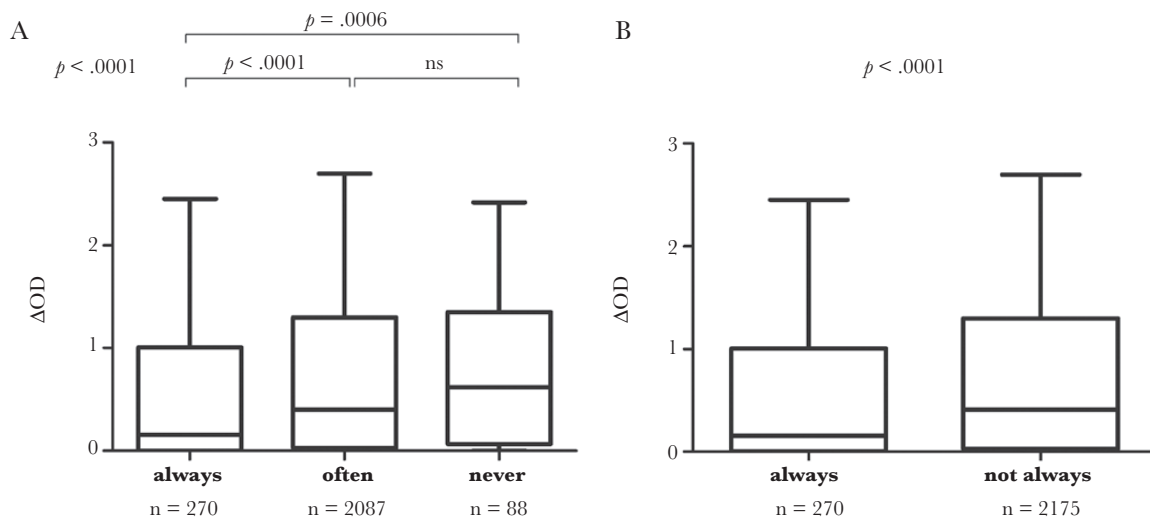 A
p = .0006
p < .0001
p < .0001
ns
ΔOD
3
2
1
0
always
often
never
n = 270
n = 2087
n = 88
B
p < .0001
ΔOD
3
2
1
0
always
not always
n = 270
n = 2175